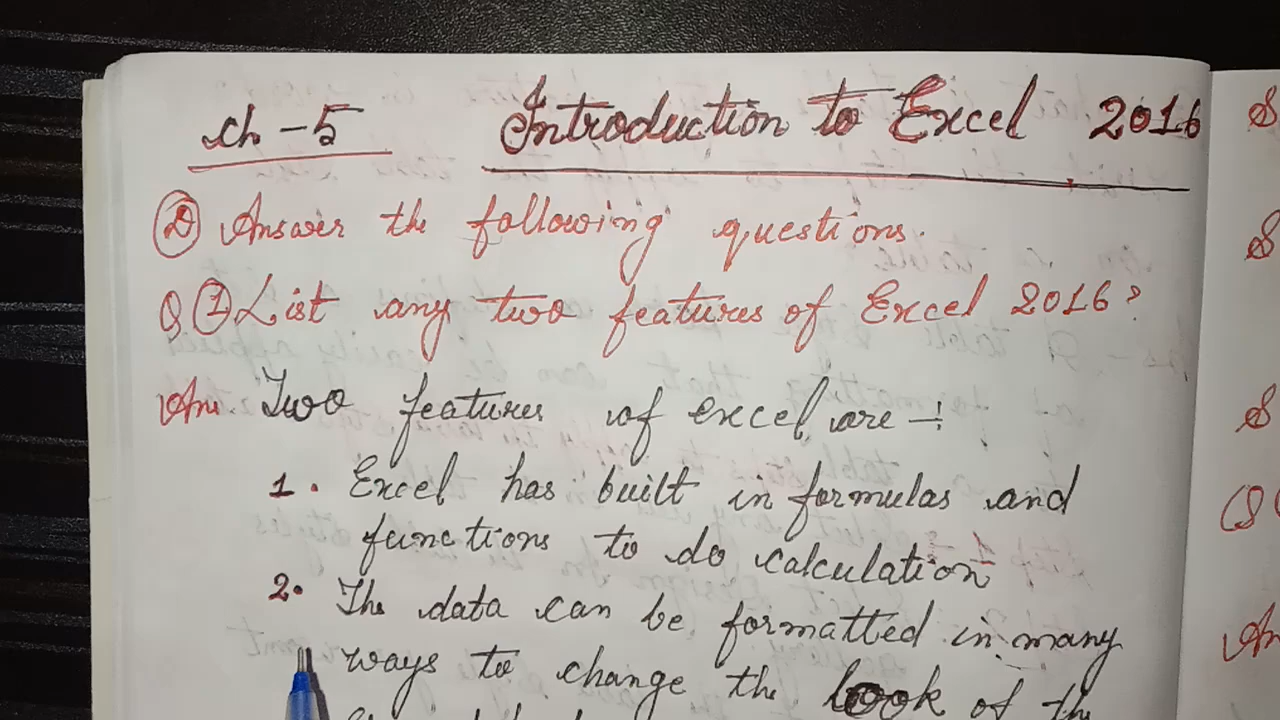 Ch-5 Introduction to Excel 2016
D Answer the following questions.
Q 1 List any two features of Excel 2016?
Ans. Two features of excel are :-
1. Excel has built in formulas and
functions to do calculation
2. The data can be formatted in many
ways to change the look of the